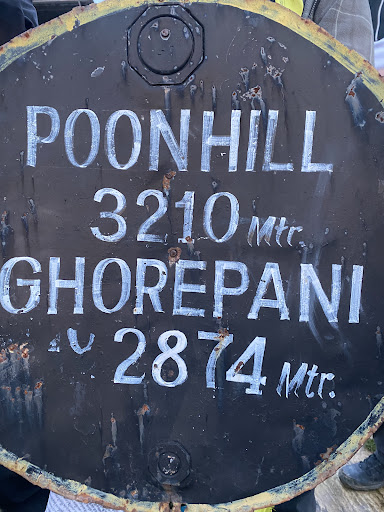 POONHILL
3210 Mtr.
GHOREPANI
2874 Mtr.